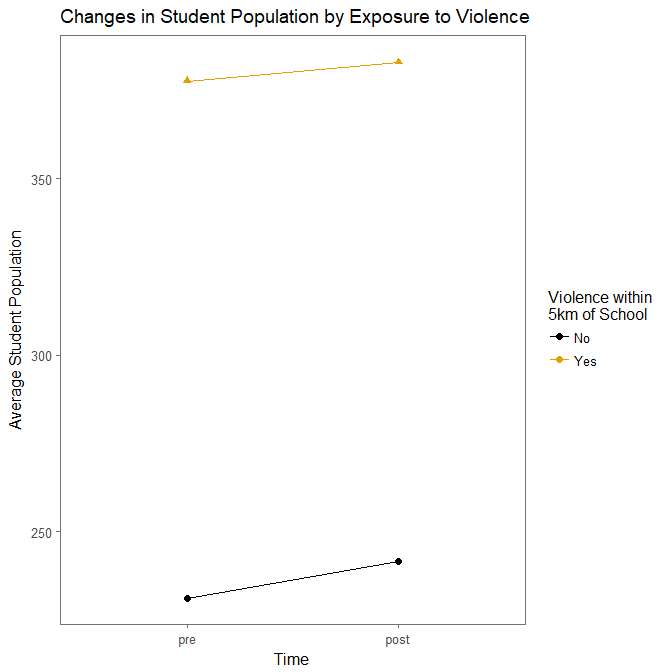 Changes in Student Population by Exposure to Violence
Average Student Population
350
300
250
pre
post
Time
Violence within
5km of School
No
Yes